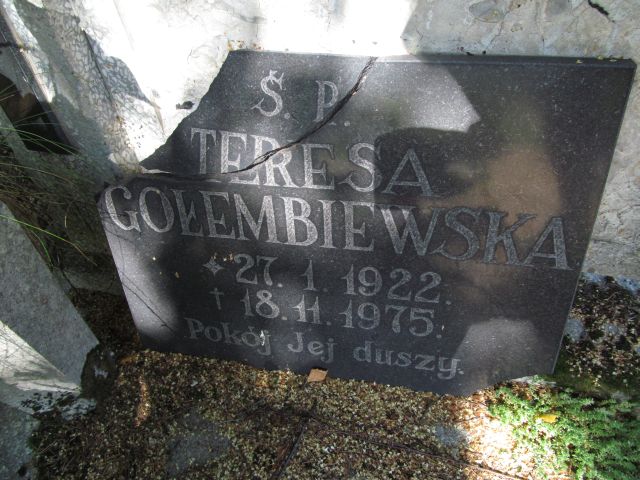 Ś. P.
TERESA
GOŁEMBIEWSKA
27. 1. 1922.
18. 11. 1975.
Pokój Jej duszy.